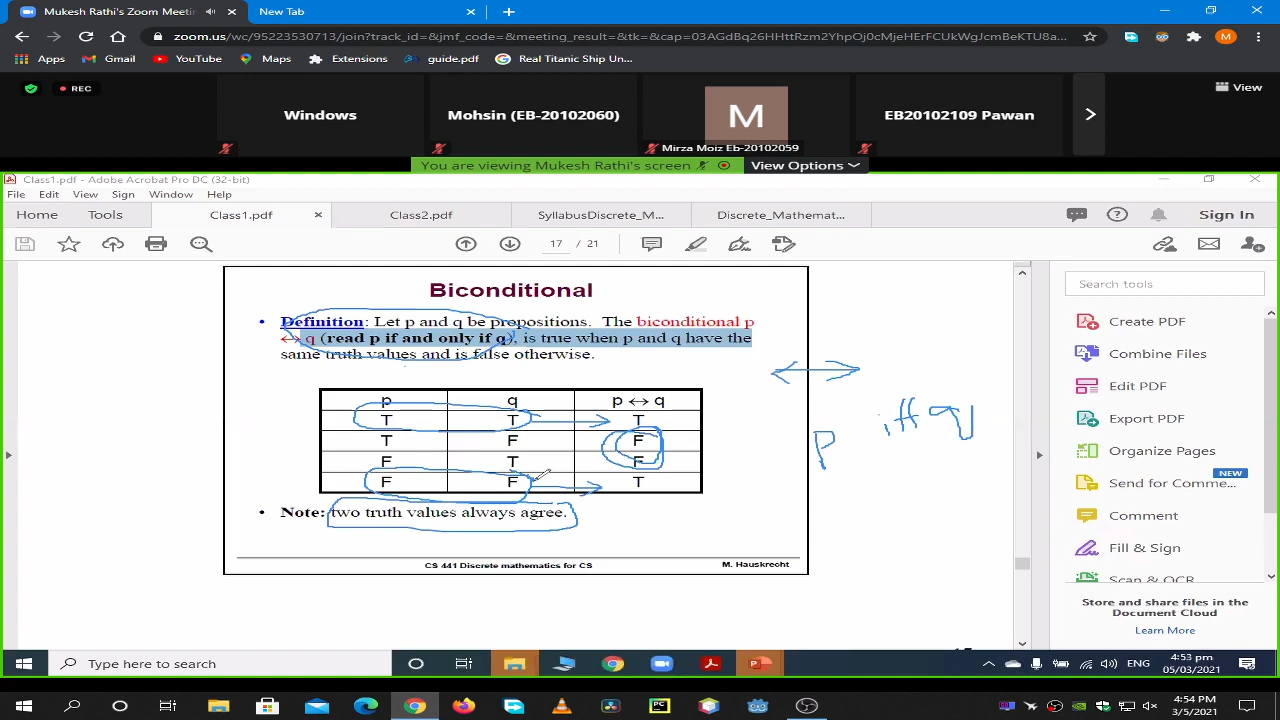 Mukesh Rathi's Zoom Meetin
New Tab
zoom.us/wc/95223530713/join?track_id=&jmf_code=&meeting_result=&tk=&cap=03AGdBq26HHttRzm2YhpOj0cMjeHErFCUkWgJcmBeKTU8a...
Apps Gmail YouTube Maps Extensions guide.pdf Real Titanic Ship Un...
REC
View
Windows
Mohsin (EB-20102060)
M
Mirza Moiz Eb-20102059
EB20102109 Pawan
You are viewing Mukesh Rathi's screen
View Options
Class1.pdf - Adobe Acrobat Pro DC (32-bit)
File Edit View Sign Window Help
Home Tools Class1.pdf Class2.pdf SyllabusDiscrete_M... Discrete_Mathemat... Sign In
17 / 21
Biconditional
• Definition: Let p and q be propositions. The biconditional p
↔ q (read p if and only if q), is true when p and q have the
same truth values and is false otherwise.
p q p ↔ q
T T T
T F F
F T F
F F T
• Note: two truth values always agree.
CS 441 Discrete mathematics for CS M. Hauskrecht
p iff q
Search tools
Create PDF
Combine Files
Edit PDF
Export PDF
Organize Pages
NEW
Send for Comme...
Comment
Fill & Sign
Scan & OCR
Store and share files in the
Document Cloud
Learn More
Type here to search
ENG
4:53 pm
05/03/2021
PC
4:54 PM
3/5/2021